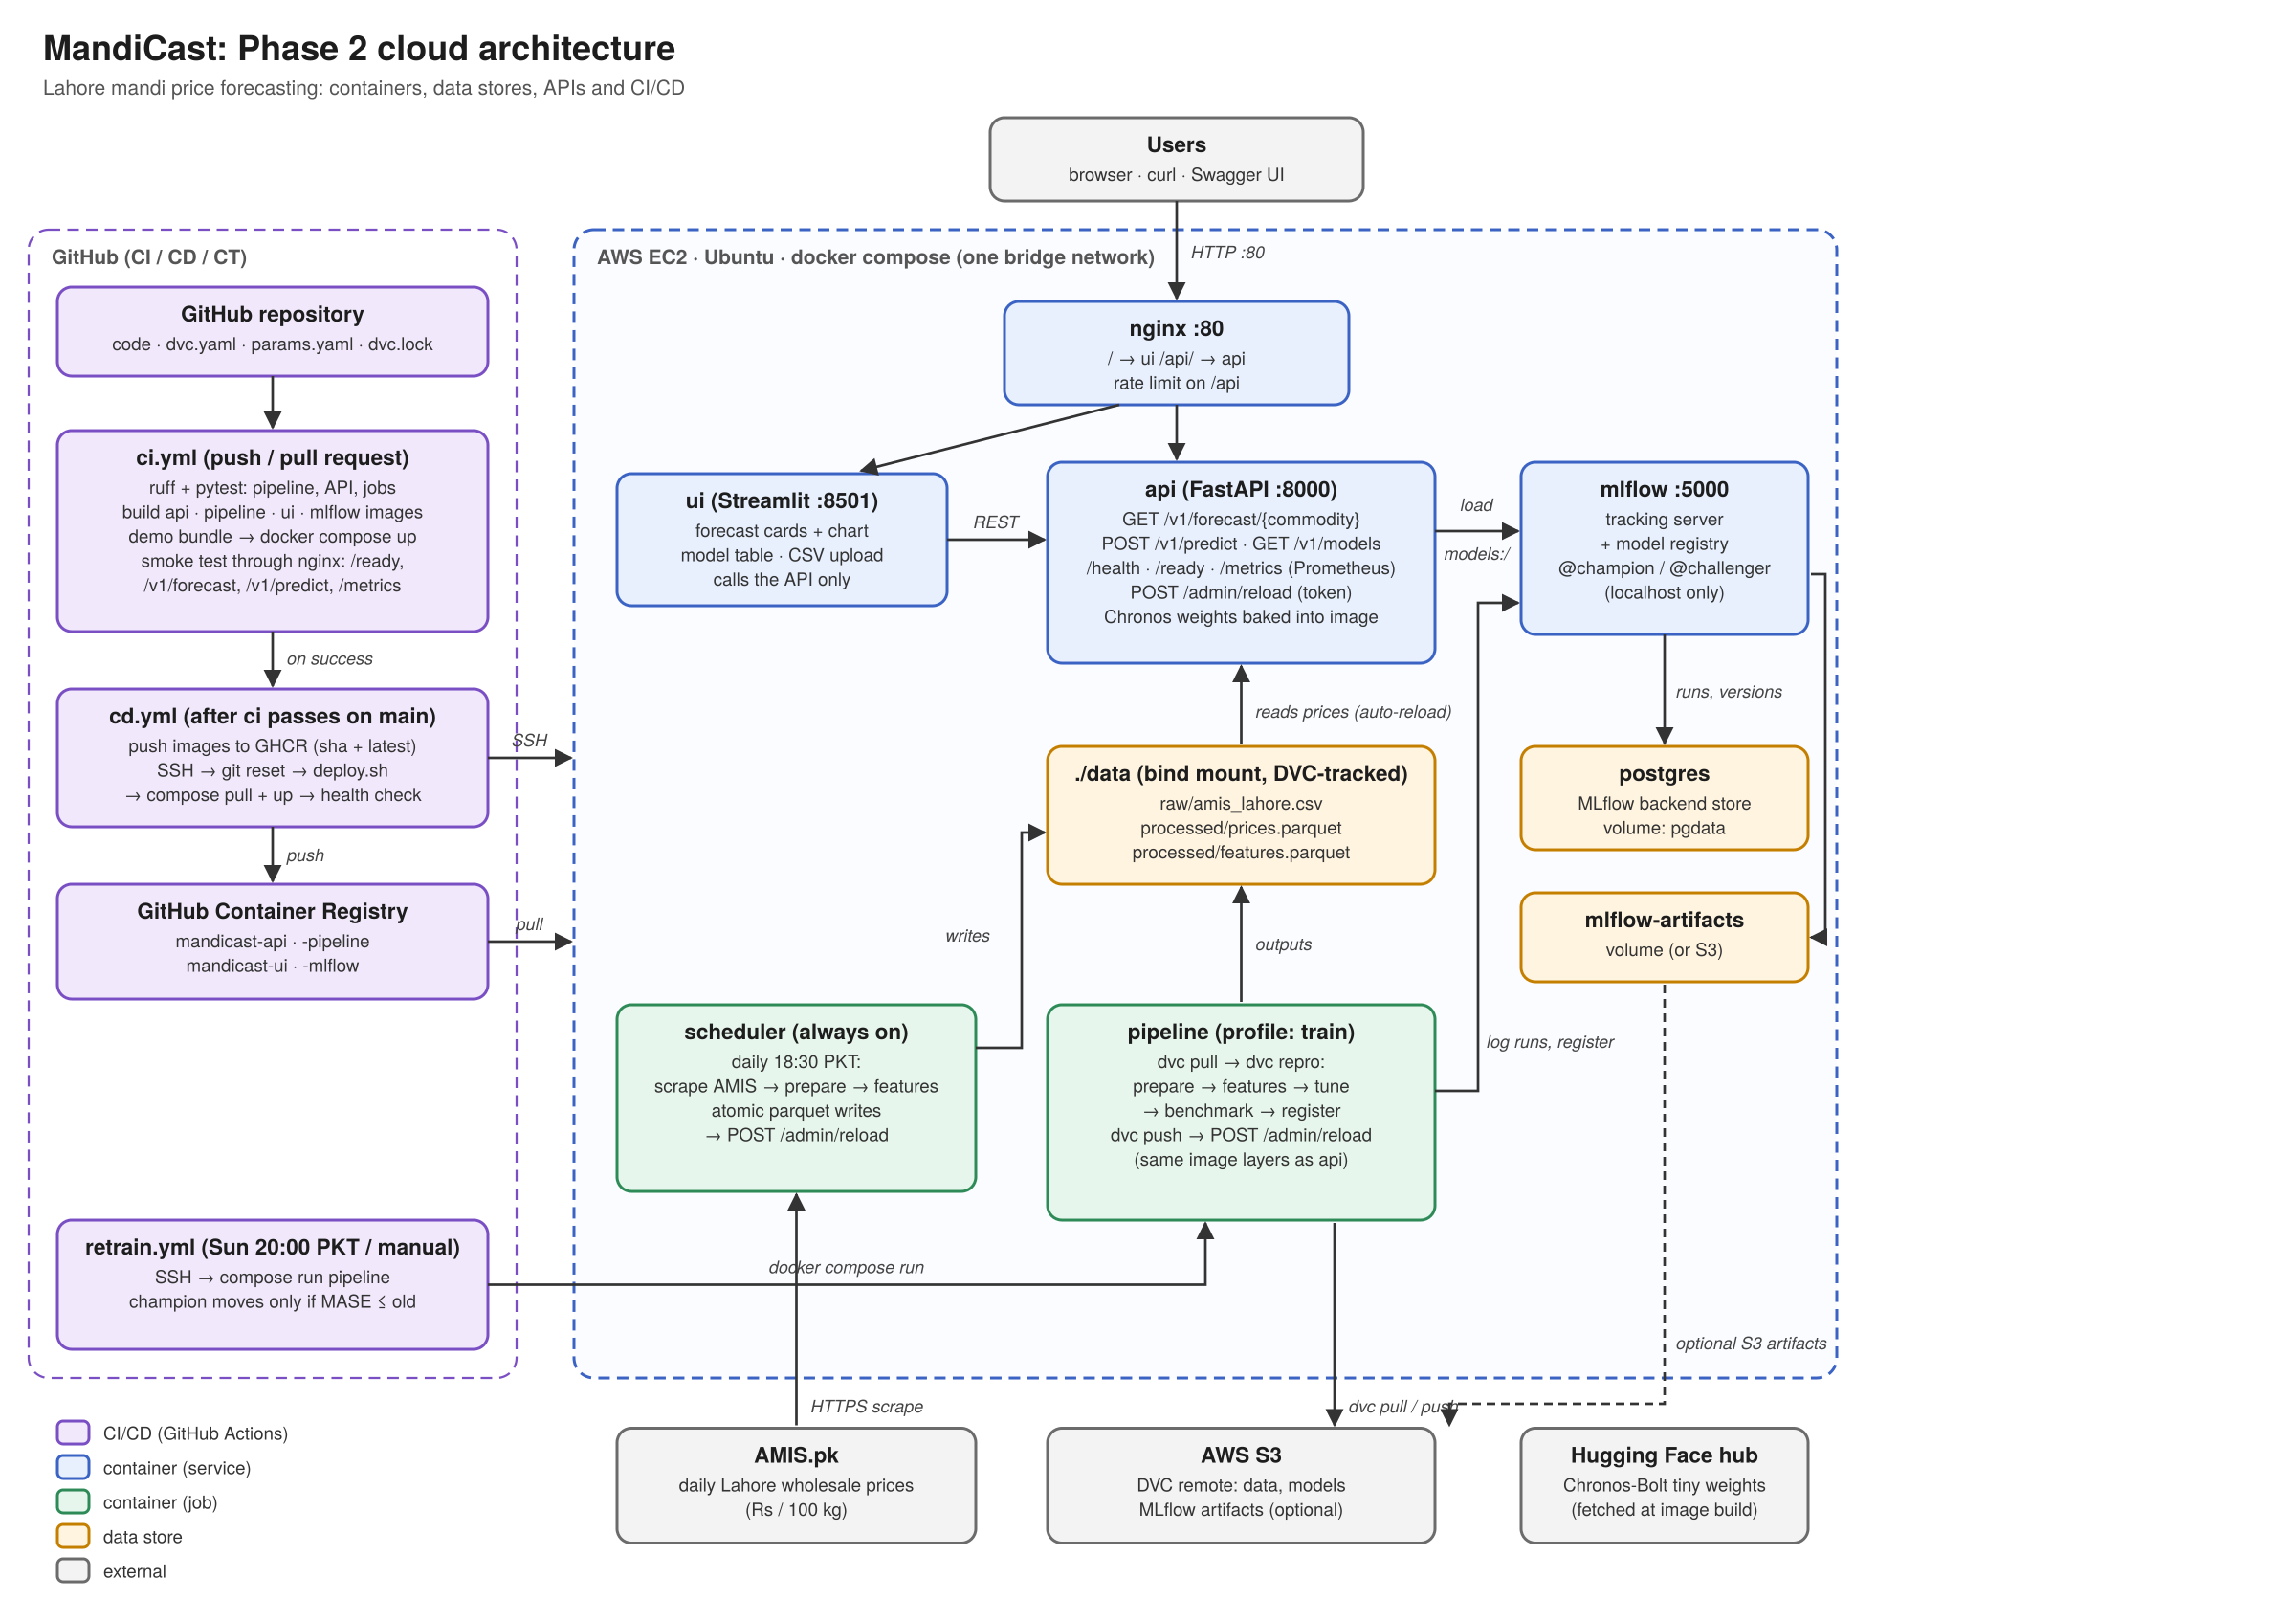 MandiCast: Phase 2 cloud architecture
Lahore mandi price forecasting: containers, data stores, APIs and CI/CD
Users
browser · curl · Swagger UI
HTTP :80
GitHub (CI / CD / CT)
GitHub repository
code · dvc.yaml · params.yaml · dvc.lock
ci.yml (push / pull request)
ruff + pytest: pipeline, API, jobs
build api · pipeline · ui · mlflow images
demo bundle → docker compose up
smoke test through nginx: /ready,
/v1/forecast, /v1/predict, /metrics
on success
cd.yml (after ci passes on main)
push images to GHCR (sha + latest)
SSH → git reset → deploy.sh
→ compose pull + up → health check
SSH
push
GitHub Container Registry
mandicast-api · -pipeline
mandicast-ui · -mlflow
pull
retrain.yml (Sun 20:00 PKT / manual)
SSH → compose run pipeline
champion moves only if MASE ≤ old
docker compose run
AWS EC2 · Ubuntu · docker compose (one bridge network)
nginx :80
/ → ui /api/ → api
rate limit on /api
ui (Streamlit :8501)
forecast cards + chart
model table · CSV upload
calls the API only
REST
api (FastAPI :8000)
GET /v1/forecast/{commodity}
POST /v1/predict · GET /v1/models
/health · /ready · /metrics (Prometheus)
POST /admin/reload (token)
Chronos weights baked into image
load
models:/
mlflow :5000
tracking server
+ model registry
@champion / @challenger
(localhost only)
reads prices (auto-reload)
runs, versions
./data (bind mount, DVC-tracked)
raw/amis_lahore.csv
processed/prices.parquet
processed/features.parquet
postgres
MLflow backend store
volume: pgdata
mlflow-artifacts
volume (or S3)
writes
outputs
scheduler (always on)
daily 18:30 PKT:
scrape AMIS → prepare → features
atomic parquet writes
→ POST /admin/reload
pipeline (profile: train)
dvc pull → dvc repro:
prepare → features → tune
→ benchmark → register
dvc push → POST /admin/reload
(same image layers as api)
log runs, register
optional S3 artifacts
HTTPS scrape
dvc pull / push
AMIS.pk
daily Lahore wholesale prices
(Rs / 100 kg)
AWS S3
DVC remote: data, models
MLflow artifacts (optional)
Hugging Face hub
Chronos-Bolt tiny weights
(fetched at image build)
CI/CD (GitHub Actions)
container (service)
container (job)
data store
external